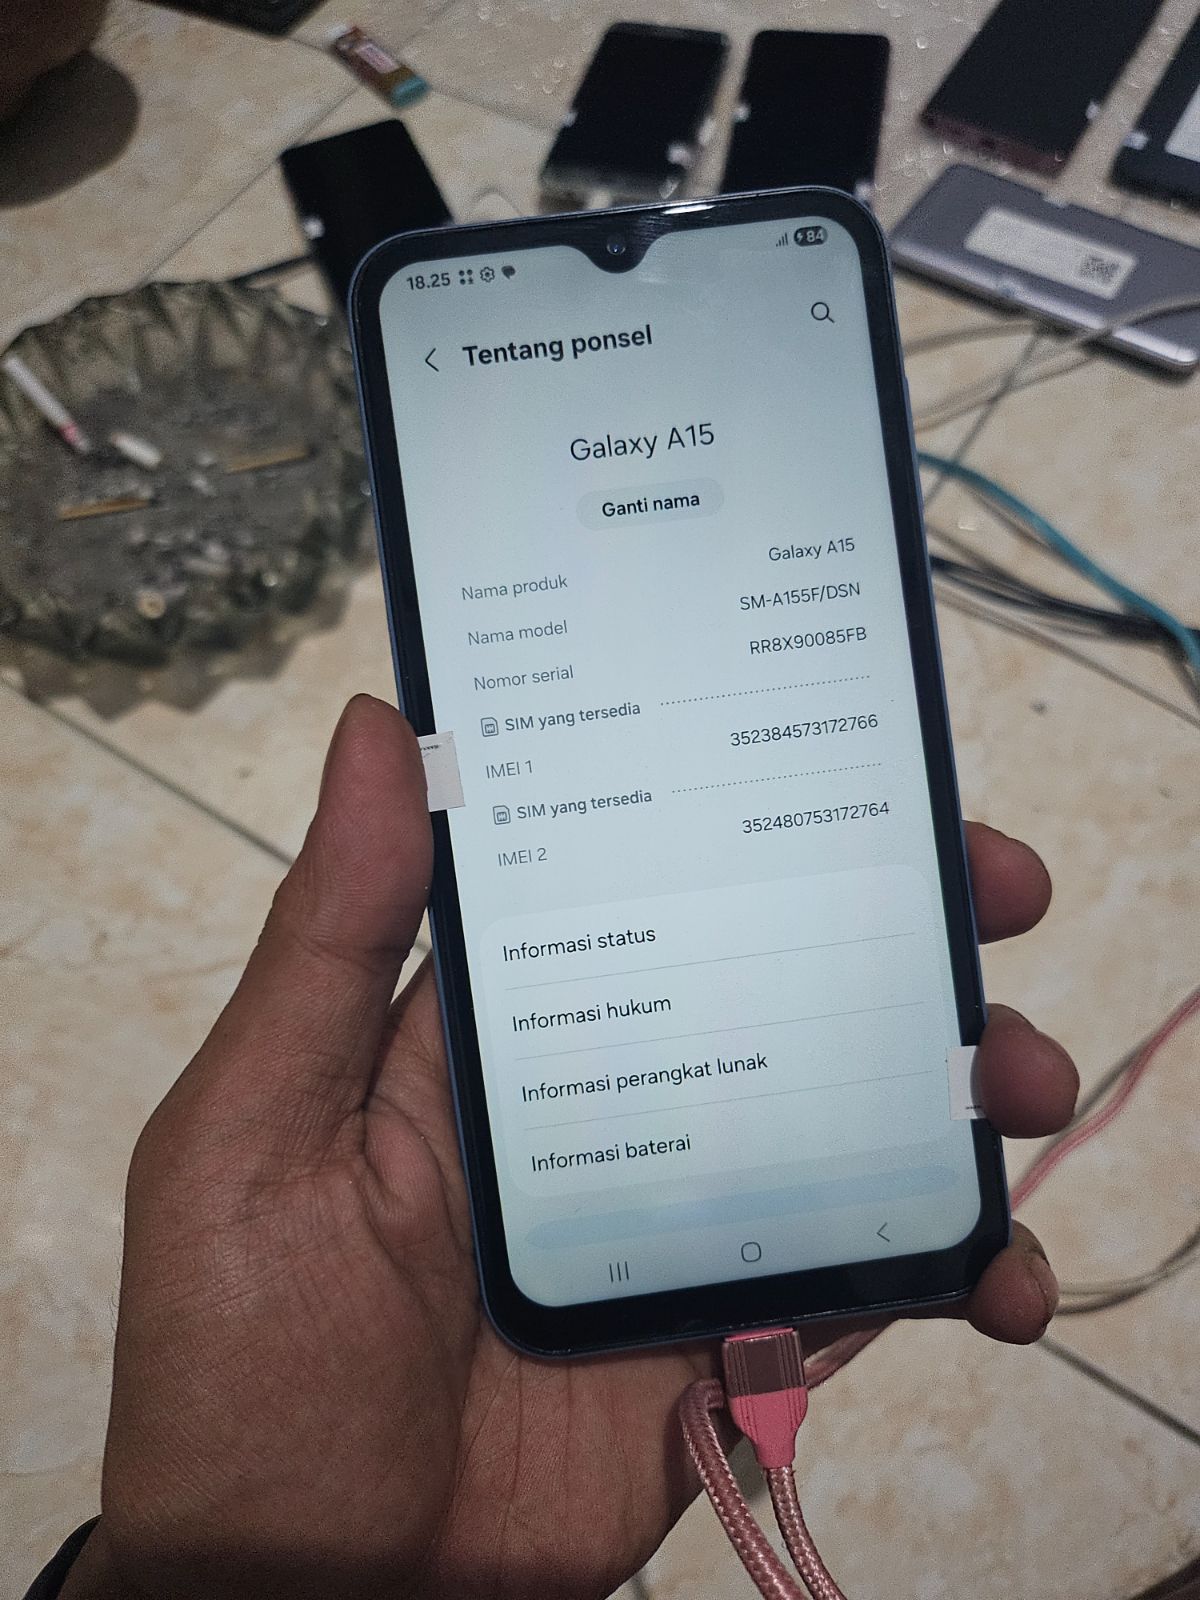 18.25
84
Tentang ponsel
Galaxy A15
Ganti nama
Nama produk Galaxy A15
Nama model SM-A155F/DSN
Nomor serial RR8X90085FB
SIM yang tersedia
IMEI 1 352384573172766
SIM yang tersedia
IMEI 2 352480753172764
Informasi status
Informasi hukum
Informasi perangkat lunak
Informasi baterai